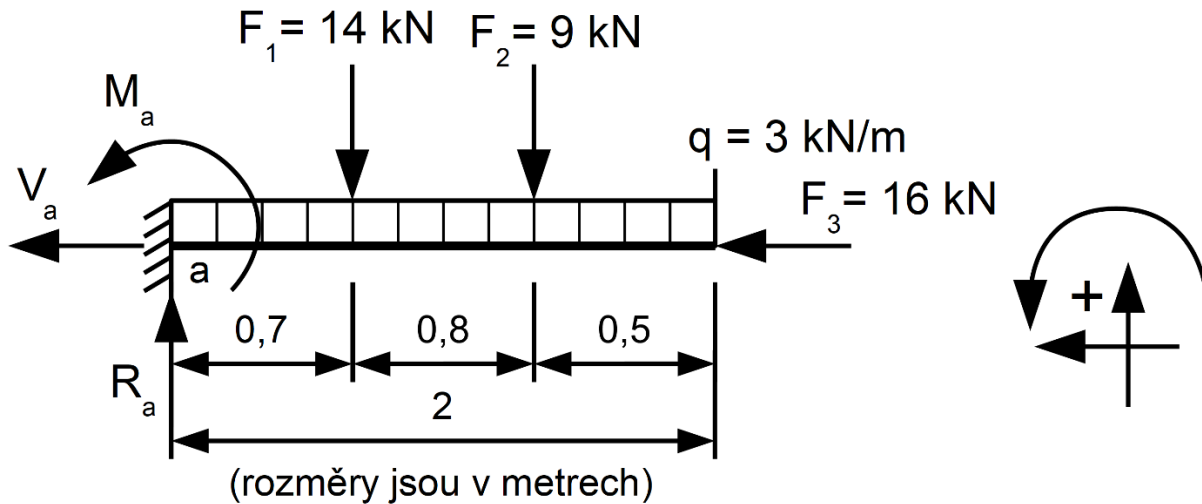 F₁= 14 kN F₂= 9 kN
Mₐ
q = 3 kN/m
Vₐ
F₃= 16 kN
a
+
0,7 0,8 0,5
Rₐ
2
(rozměry jsou v metrech)